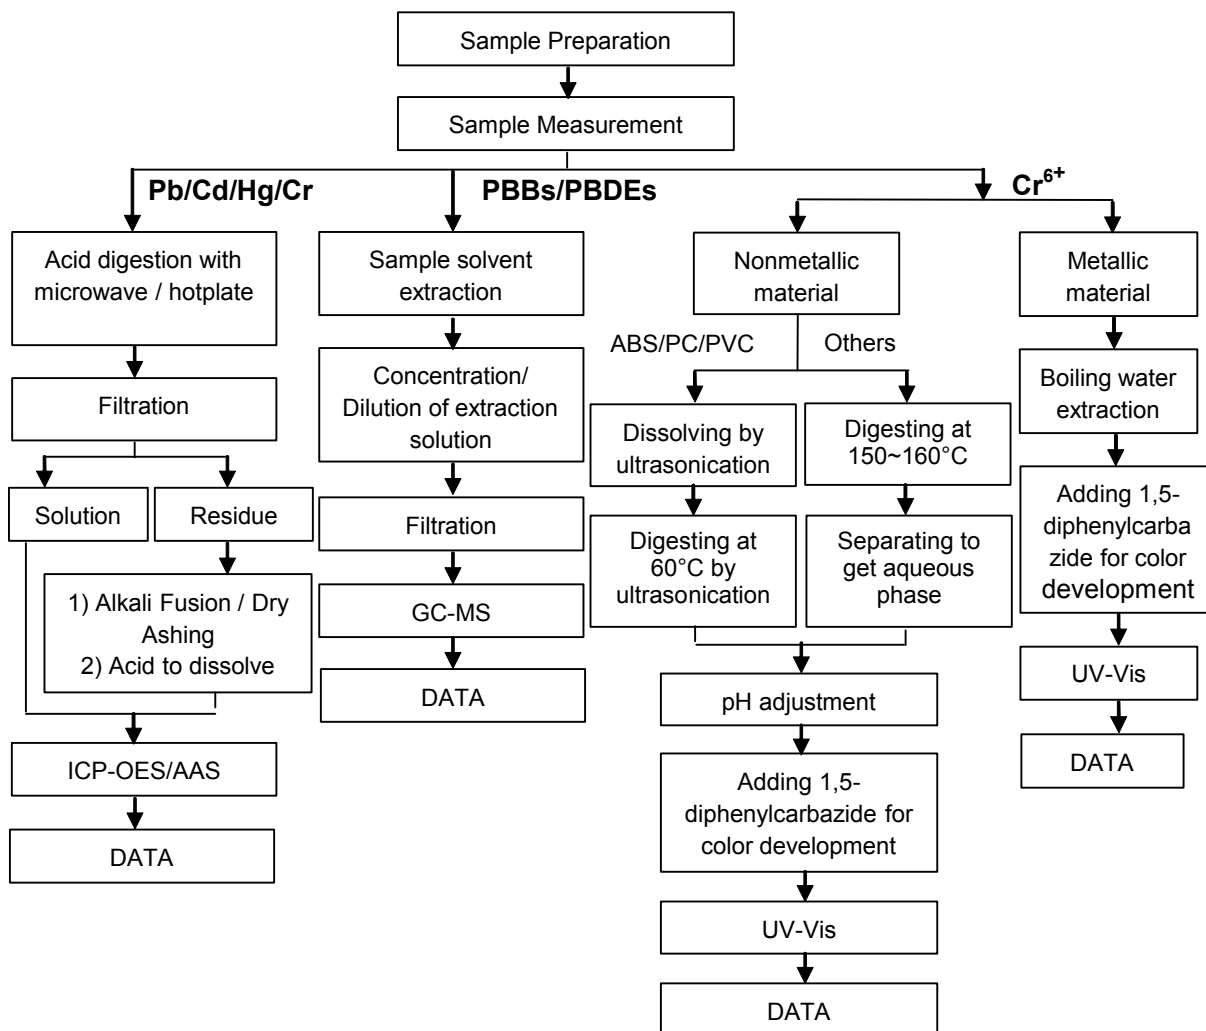 Sample Preparation
Sample Measurement
Pb/Cd/Hg/Cr
PBBs/PBDEs
Cr6+
Acid digestion with
microwave / hotplate
Filtration
Solution
Residue
1) Alkali Fusion / Dry
Ashing
2) Acid to dissolve
ICP-OES/AAS
DATA
Sample solvent
extraction
Concentration/
Dilution of extraction
solution
Filtration
GC-MS
DATA
Nonmetallic
material
ABS/PC/PVC
Others
Dissolving by
ultrasonication
Digesting at
60°C by
ultrasonication
Digesting at
150~160°C
Separating to
get aqueous
phase
pH adjustment
Adding 1,5-
diphenylcarbazide for
color development
UV-Vis
DATA
Metallic
material
Boiling water
extraction
Adding 1,5-
diphenylcarba
zide for color
development
UV-Vis
DATA